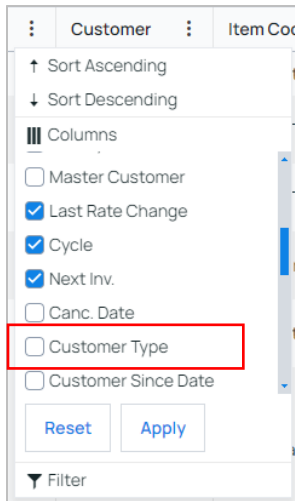 Customer Item Coo
Sort Ascending
Sort Descending
Columns
Master Customer
Last Rate Change
Cycle
Next Inv.
Canc. Date
Customer Type
Customer Since Date
Reset Apply
Filter